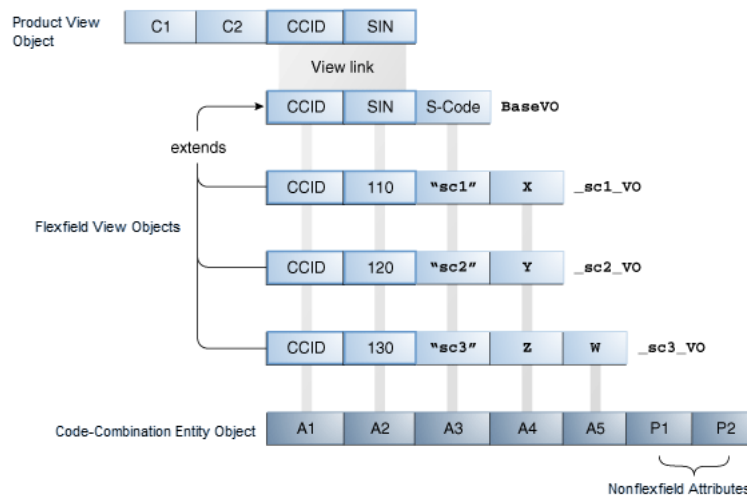 Product View
Object
C1 C2 CCID SIN
View link
CCID SIN S-Code BaseVO
extends
CCID 110 “sc1” X _sc1_VO
Flexfield View Objects
CCID 120 “sc2” Y _sc2_VO
CCID 130 “sc3” Z W _sc3_VO
Code-Combination Entity Object A1 A2 A3 A4 A5 P1 P2
Nonflexfield Attributes